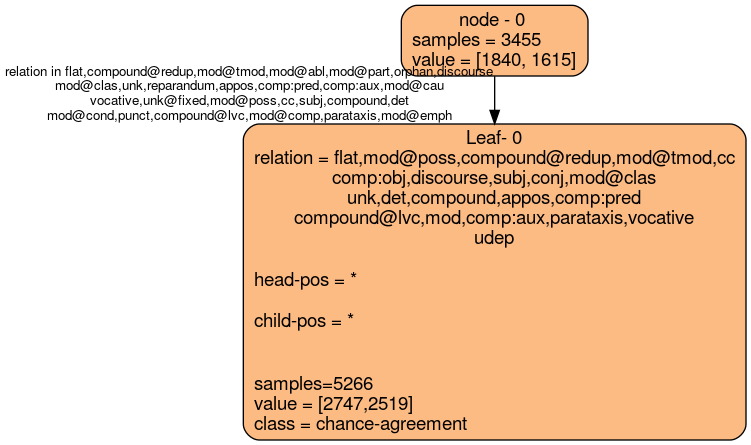 node - 0
samples = 3455
value = [1840, 1615]
relation in flat,compound@redup,mod@tmod,mod@abl,mod@part,orphan,discourse
mod@clas,unk,reparandum,appos,comp:pred,comp:aux,mod@cau
vocative,unk@fixed,mod@poss,cc,subj,compound,det
mod@cond,punct,compound@lvc,mod@comp,parataxis,mod@emph
Leaf- 0
relation = flat,mod@poss,compound@redup,mod@tmod,cc
comp:obj,discourse,subj,conj,mod@clas
unk,det,compound,appos,comp:pred
compound@lvc,mod,comp:aux,parataxis,vocative
udep
head-pos = *
child-pos = *
samples=5266
value = [2747,2519]
class = chance-agreement